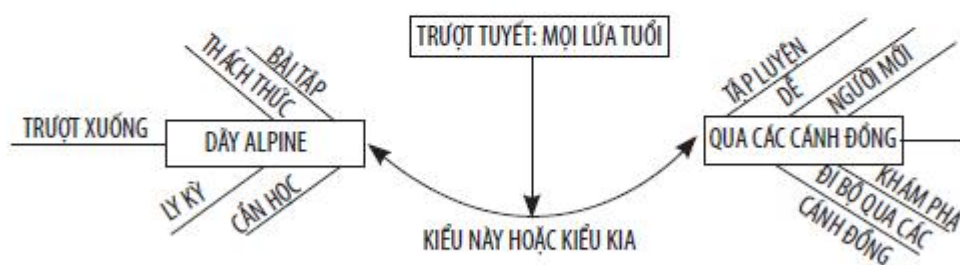 TRƯỢT TUYẾT: MỌI LỨA TUỔI
BÀI TẬP
THÁCH THỨC
TRƯỢT XUỐNG
DÃY ALPINE
LY KỲ
CẦN HỌC
KIỂU NÀY HOẶC KIỂU KIA
TẬP LUYỆN
DỄ
NGƯỜI MỚI
QUA CÁC CÁNH ĐỒNG
KHÁM PHÁ
ĐI BỘ QUA CÁC
CÁNH ĐỒNG